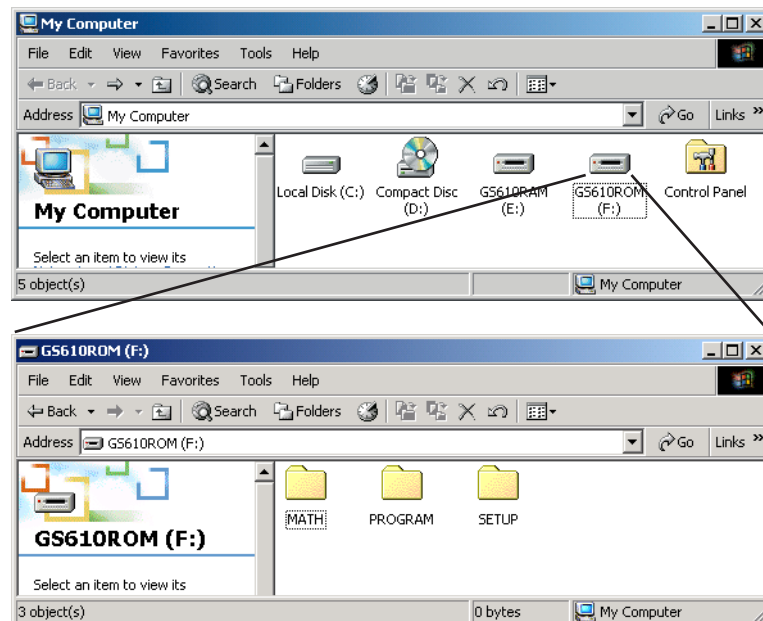 My Computer
File Edit View Favorites Tools Help
Back Search Folders
Address My Computer Go Links »
Local Disk (C:) Compact Disc (D:) GS610RAM (E:) GS610ROM (F:) Control Panel
My Computer
Select an item to view its
5 object(s) My Computer
GS610ROM (F:)
File Edit View Favorites Tools Help
Back Search Folders
Address GS610ROM (F:) Go Links »
MATH PROGRAM SETUP
GS610ROM (F:)
Select an item to view its
3 object(s) 0 bytes My Computer